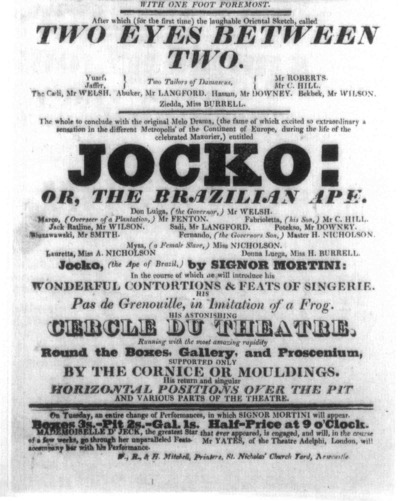 WITH ONE FOOT FOREMOST.
After which (for the first time) the laughable Oriental Sketch, called
TWO EYES BETWEEN
TWO.
Yusef, } Two Tailors of Damascus, { Mr ROBERTS.
Jaffir, } { Mr C. HILL.
The Cadi, Mr WELSH. Abuker, Mr LANGFORD. Hassan, Mr DOWNEY. Bekbek, Mr WILSON.
Ziedda, Miss BURRELL.
The whole to conclude with the original Melo Drama, (the fame of which excited so extraordinary a
sensation in the different Metropolis' of the Continent of Europe, during the life of the
celebrated Mazurier,) entitled
JOCKO:
OR, THE BRAZILIAN APE.
Don Luiga, (the Governor,) Mr WELSH.
Marco, (Overseer of a Plantation,) Mr FENTON. Fabricletta, (his Son,) Mr C. HILL.
Jack Ratline, Mr WILSON. Sadi, Mr LANGFORD. Mr DOWNEY.
Mr SMITH. Fernando, (the Governors Son,) Master H. NICHOLSON.
Myza, (a Female Slave,) Miss NICHOLSON.
Lauretta, Miss A. NICHOLSON Donna Luega, Miss H. BURRELL.
Jocko, (the Ape of Brazil,) by SIGNOR MORTINI:
In the course of which he will introduce his
WONDERFUL CONTORTIONS & FEATS OF SINGERIE.
HIS
Pas de Grenouille, in Imitation of a Frog.
HIS ASTONISHING
CERCLE DU THEATRE,
Running with the most amazing rapidity
Round the Boxes, Gallery, and Proscenium,
SUPPORTED ONLY
BY THE CORNICE OR MOULDINGS.
His return and singular
HORIZONTAL POSITIONS OVER THE PIT
AND VARIOUS PARTS OF THE THEATRE.
On Tuesday, an entire change of Performances, in which SIGNOR MORTINI will appear.
Boxes 3s.-Pit 2s.-Gal. 1s. Half-Price at 9 o'Clock.
MADEMOISELLE D'JECK, the greatest Star that ever appeared, is engaged, and will, in the course
of a few weeks, go through her unparalleled Feats. Mr YATES, of the Theatre Adelphi, London, will
accompany her with his Performance.
W., R., & H. Mitchell, Printers, St. Nicholas' Church Yard, Newcastle.